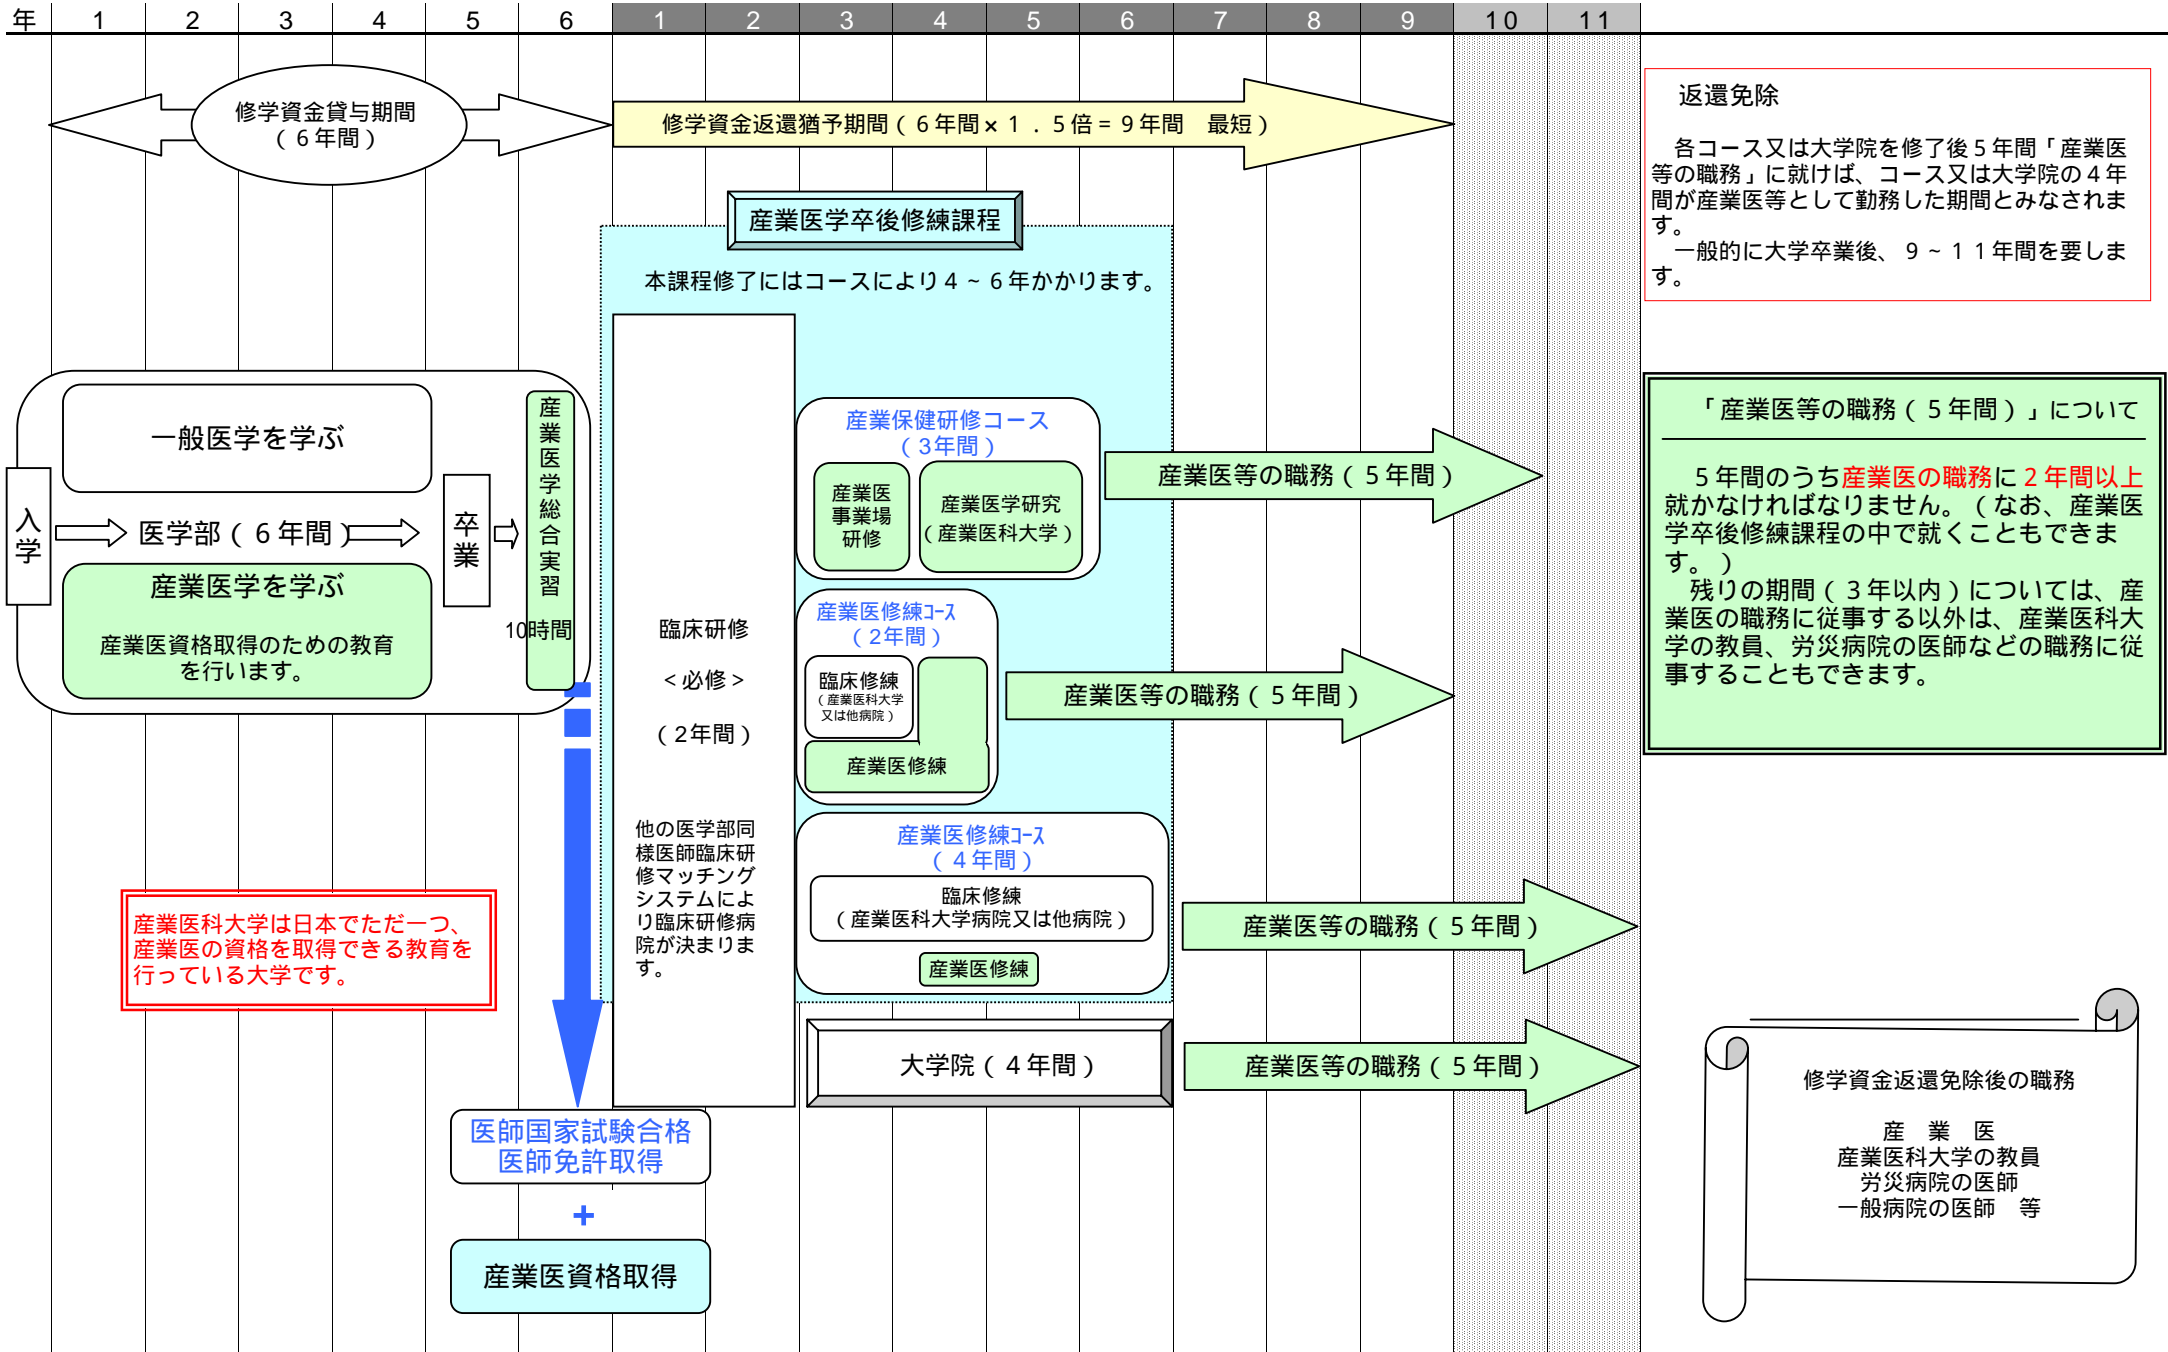 年 1 2 3 4 5 6 1 2 3 4 5 6 7 8 9 10 11
修学資金貸与期間
（６年間）
修学資金返還猶予期間（６年間×１．５倍＝９年間　最短）
返還免除
各コース又は大学院を修了後５年間「産業医
等の職務」に就けば、コース又は大学院の４年
間が産業医等として勤務した期間とみなされま
す。
一般的に大学卒業後、９～１１年間を要しま
す。
産業医学卒後修練課程
本課程修了にはコースにより４～６年かかります。
入学
一般医学を学ぶ
医学部（６年間）
産業医学を学ぶ
産業医資格取得のための教育
を行います。
卒業
産業医学総合実習
10時間
臨床研修
＜必修＞
（2年間）
他の医学部同
様医師臨床研
修マッチング
システムによ
り臨床研修病
院が決まりま
す。
産業保健研修コース
（3年間）
産業医
事業場
研修
産業医学研究
（産業医科大学）
産業医等の職務（５年間）
産業医修練ｺｰｽ
（2年間）
臨床修練
（産業医科大学
又は他病院）
産業医修練
産業医等の職務（５年間）
産業医修練ｺｰｽ
（４年間）
臨床修練
（産業医科大学病院又は他病院）
産業医修練
産業医等の職務（５年間）
大学院（４年間）
産業医等の職務（５年間）
「産業医等の職務（５年間）」について
５年間のうち産業医の職務に２年間以上
就かなければなりません。（なお、産業医
学卒後修練課程の中で就くこともできま
す。）
残りの期間（３年以内）については、産
業医の職務に従事する以外は、産業医科大
学の教員、労災病院の医師などの職務に従
事することもできます。
産業医科大学は日本でただ一つ、
産業医の資格を取得できる教育を
行っている大学です。
医師国家試験合格
医師免許取得
＋
産業医資格取得
修学資金返還免除後の職務
産　業　医
産業医科大学の教員
労災病院の医師
一般病院の医師　等